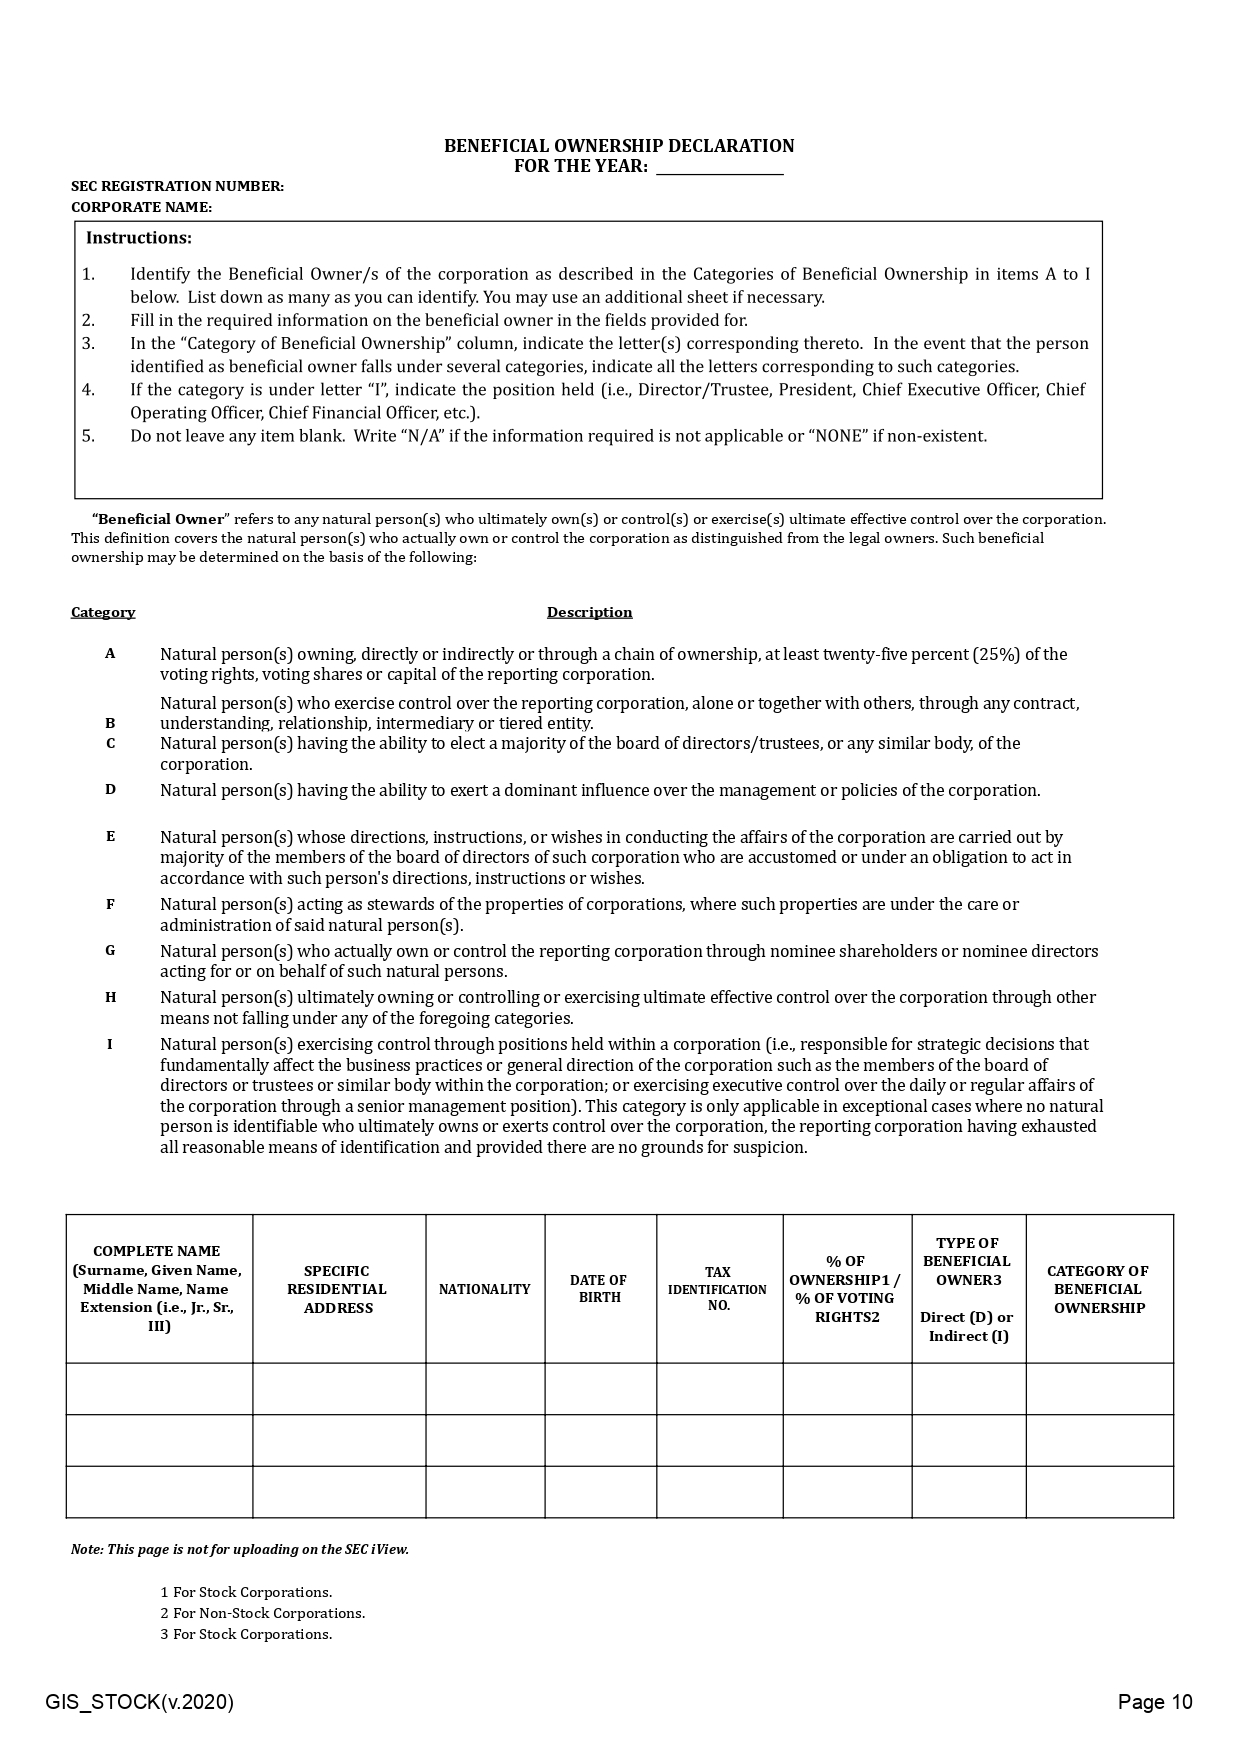 BENEFICIAL OWNERSHIP DECLARATION
FOR THE YEAR: ______________
SEC REGISTRATION NUMBER:
CORPORATE NAME:
Instructions:
1. Identify the Beneficial Owner/s of the corporation as described in the Categories of Beneficial Ownership in items A to I
below. List down as many as you can identify. You may use an additional sheet if necessary.
2. Fill in the required information on the beneficial owner in the fields provided for.
3. In the “Category of Beneficial Ownership” column, indicate the letter(s) corresponding thereto. In the event that the person
identified as beneficial owner falls under several categories, indicate all the letters corresponding to such categories.
4. If the category is under letter “I”, indicate the position held (i.e., Director/Trustee, President, Chief Executive Officer, Chief
Operating Officer, Chief Financial Officer, etc.).
5. Do not leave any item blank. Write “N/A” if the information required is not applicable or “NONE” if non-existent.
“Beneficial Owner” refers to any natural person(s) who ultimately own(s) or control(s) or exercise(s) ultimate effective control over the corporation.
This definition covers the natural person(s) who actually own or control the corporation as distinguished from the legal owners. Such beneficial
ownership may be determined on the basis of the following:
Category Description
A Natural person(s) owning, directly or indirectly or through a chain of ownership, at least twenty-five percent (25%) of the
voting rights, voting shares or capital of the reporting corporation.
Natural person(s) who exercise control over the reporting corporation, alone or together with others, through any contract,
B understanding, relationship, intermediary or tiered entity.
C Natural person(s) having the ability to elect a majority of the board of directors/trustees, or any similar body, of the
corporation.
D Natural person(s) having the ability to exert a dominant influence over the management or policies of the corporation.
E Natural person(s) whose directions, instructions, or wishes in conducting the affairs of the corporation are carried out by
majority of the members of the board of directors of such corporation who are accustomed or under an obligation to act in
accordance with such person's directions, instructions or wishes.
F Natural person(s) acting as stewards of the properties of corporations, where such properties are under the care or
administration of said natural person(s).
G Natural person(s) who actually own or control the reporting corporation through nominee shareholders or nominee directors
acting for or on behalf of such natural persons.
H Natural person(s) ultimately owning or controlling or exercising ultimate effective control over the corporation through other
means not falling under any of the foregoing categories.
I Natural person(s) exercising control through positions held within a corporation (i.e., responsible for strategic decisions that
fundamentally affect the business practices or general direction of the corporation such as the members of the board of
directors or trustees or similar body within the corporation; or exercising executive control over the daily or regular affairs of
the corporation through a senior management position). This category is only applicable in exceptional cases where no natural
person is identifiable who ultimately owns or exerts control over the corporation, the reporting corporation having exhausted
all reasonable means of identification and provided there are no grounds for suspicion.
COMPLETE NAME
(Surname, Given Name,
Middle Name, Name
Extension (i.e., Jr., Sr.,
III)
SPECIFIC
RESIDENTIAL
ADDRESS
NATIONALITY
DATE OF
BIRTH
TAX
IDENTIFICATION
NO.
% OF
OWNERSHIP1 /
% OF VOTING
RIGHTS2
TYPE OF
BENEFICIAL
OWNER3
Direct (D) or
Indirect (I)
CATEGORY OF
BENEFICIAL
OWNERSHIP
Note: This page is not for uploading on the SEC iView.
1 For Stock Corporations.
2 For Non-Stock Corporations.
3 For Stock Corporations.
GIS_STOCK(v.2020) Page 10